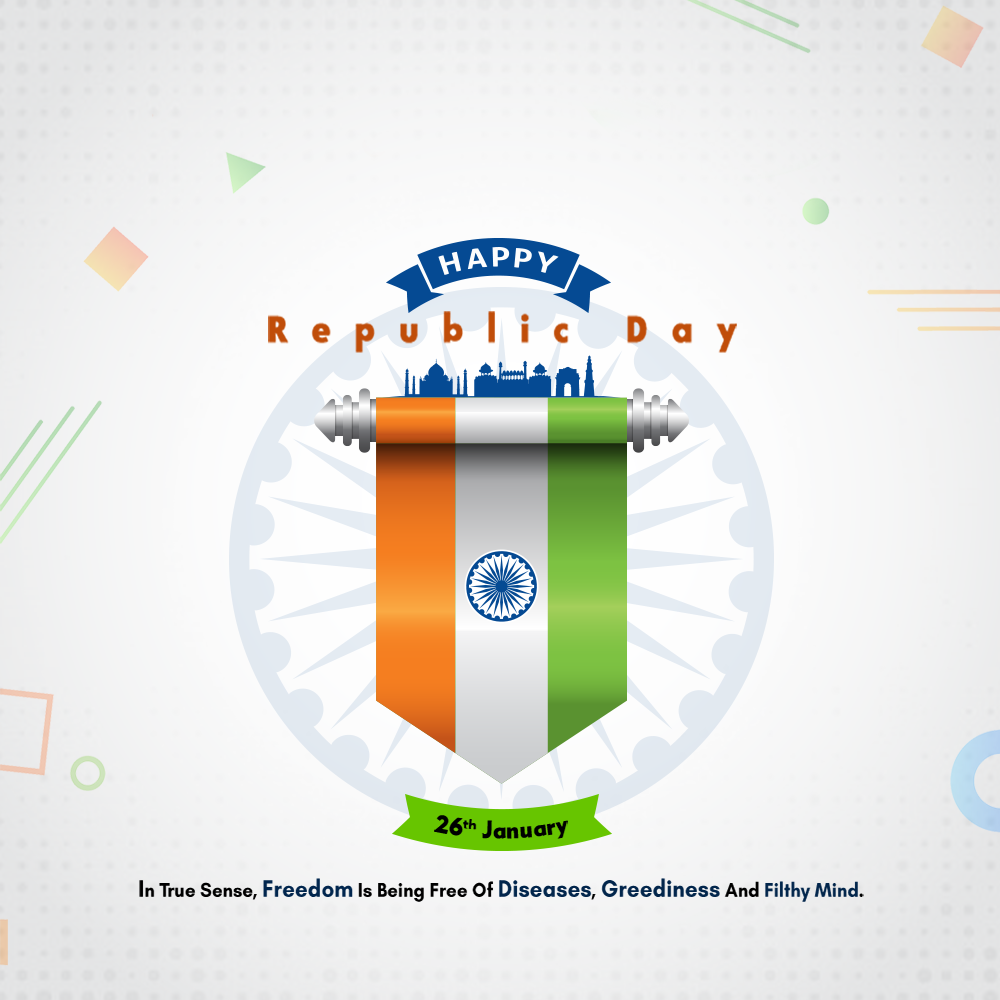 HAPPY
Republic Day
26th January
In True Sense, Freedom Is Being Free Of Diseases, Greediness And Filthy Mind.